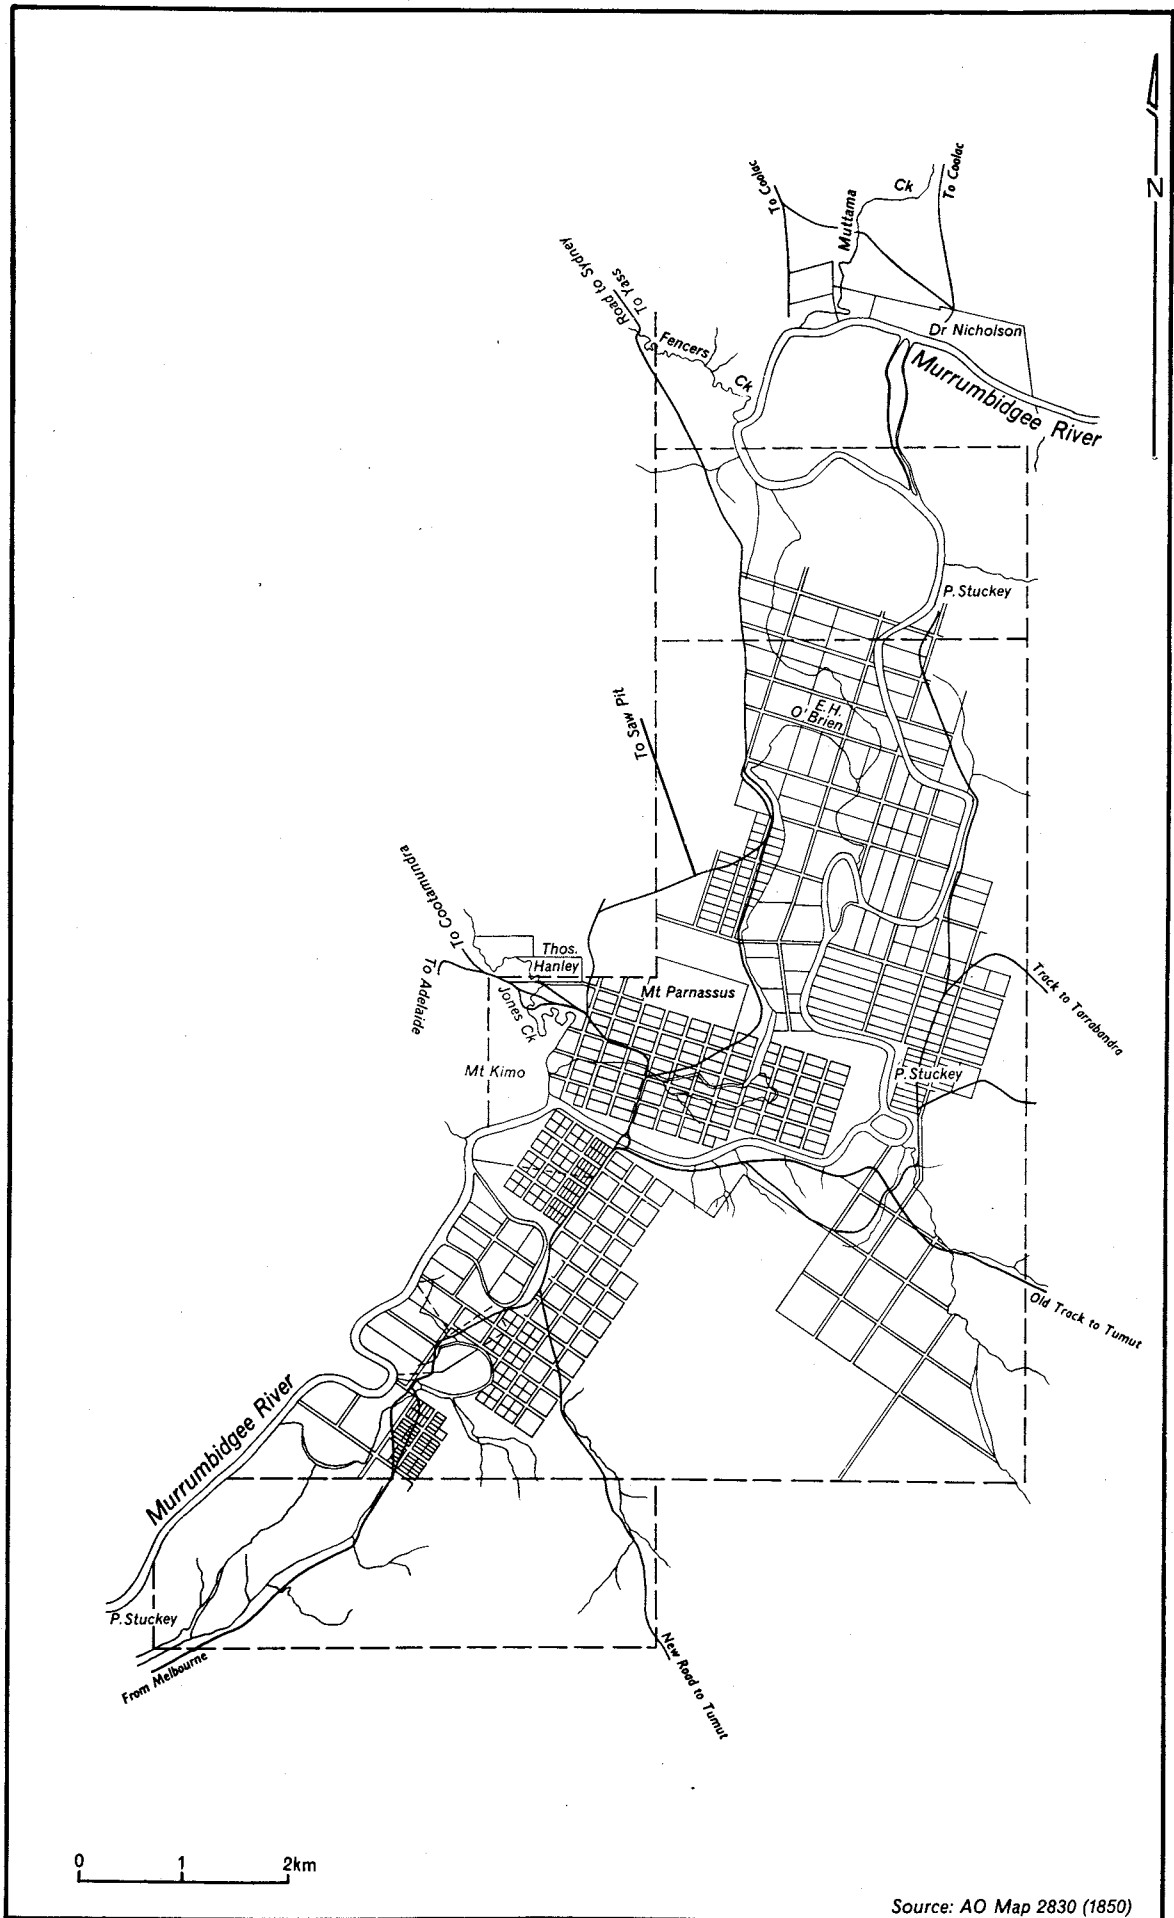 N
To Coolac
Muttama
Ck
To Coolac
Road to Sydney
To Yass
Fencers
Ck
Dr Nicholson
Murrumbidgee River
P. Stuckey
E.H.
O'Brien
To Saw Pit
To Cootamundra
To Adelaide
Thos.
Hanley
Jones Ck
Mt Parnassus
Mt Kimo
Track to Tarrabandra
P. Stuckey
Old Track to Tumut
Murrumbidgee River
P. Stuckey
From Melbourne
New Road to Tumut
0 1 2km
Source: AO Map 2830 (1850)